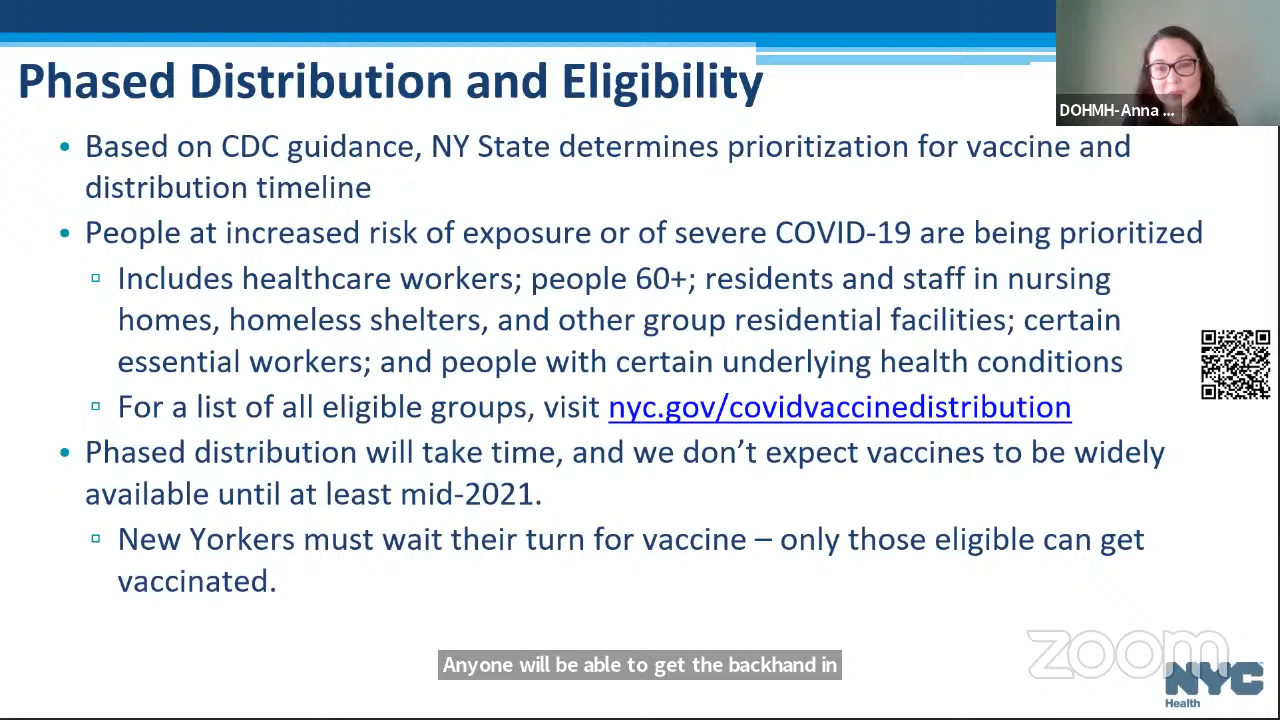 Phased Distribution and Eligibility
DOHMH-Anna ...
• Based on CDC guidance, NY State determines prioritization for vaccine and
distribution timeline
• People at increased risk of exposure or of severe COVID-19 are being prioritized
▫ Includes healthcare workers; people 60+; residents and staff in nursing
homes, homeless shelters, and other group residential facilities; certain
essential workers; and people with certain underlying health conditions
▫ For a list of all eligible groups, visit nyc.gov/covidvaccinedistribution
• Phased distribution will take time, and we don’t expect vaccines to be widely
available until at least mid-2021.
▫ New Yorkers must wait their turn for vaccine – only those eligible can get
vaccinated.
Anyone will be able to get the backhand in
zoom
NYC
Health